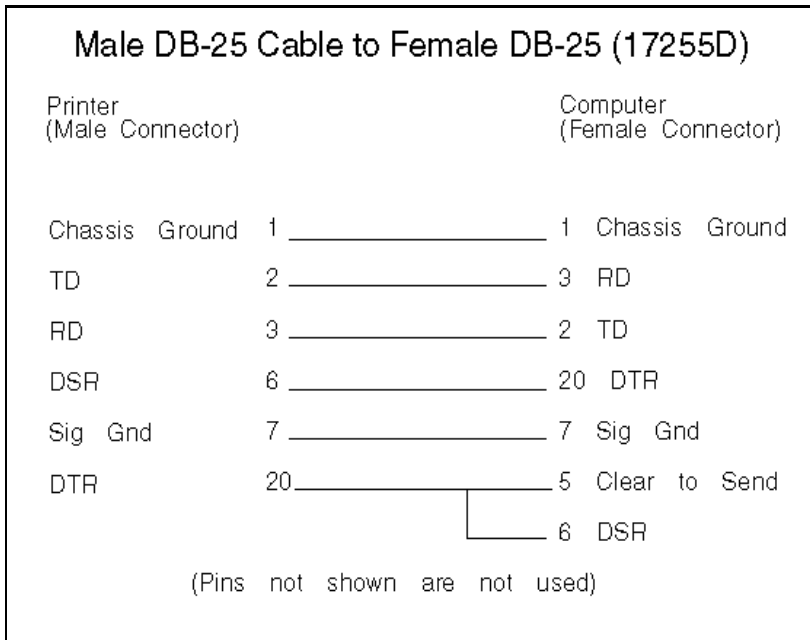 Male DB-25 Cable to Female DB-25 (17255D)
Printer
(Male Connector)
Computer
(Female Connector)
Chassis Ground 1 1 Chassis Ground
TD 2 3 RD
RD 3 2 TD
DSR 6 20 DTR
Sig Gnd 7 7 Sig Gnd
DTR 20 5 Clear to Send
6 DSR
(Pins not shown are not used)